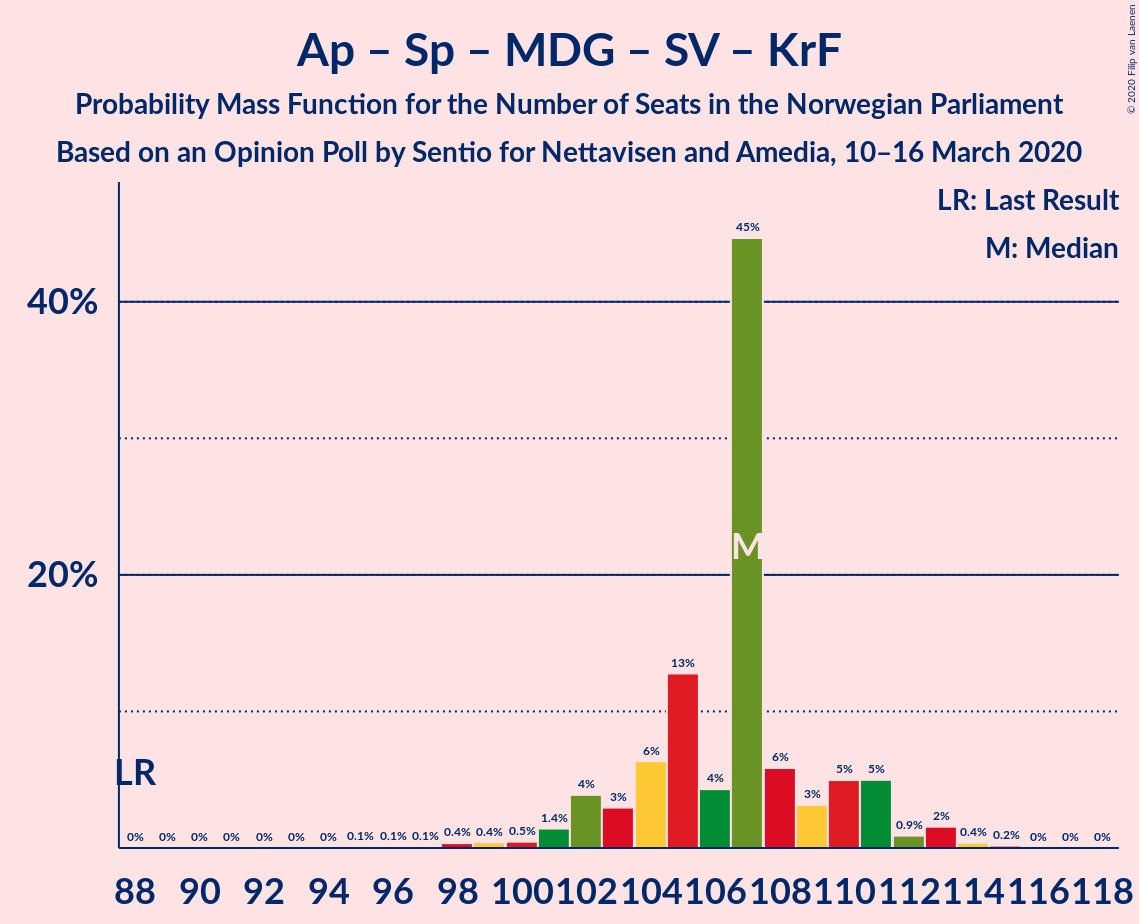 Ap – Sp – MDG – SV – KrF
Probability Mass Function for the Number of Seats in the Norwegian Parliament
Based on an Opinion Poll by Sentio for Nettavisen and Amedia, 10–16 March 2020
© 2020 Filip van Laenen
LR: Last Result
M: Median
40%
20%
LR
M
0% 0% 0% 0% 0% 0% 0% 0.1% 0.1% 0.1% 0.4% 0.4% 0.5% 1.4% 4% 3% 6% 13% 4% 45% 6% 3% 5% 5% 0.9% 2% 0.4% 0.2% 0% 0% 0%
88 90 92 94 96 98 100 102 104 106 108 110 112 114 116 118